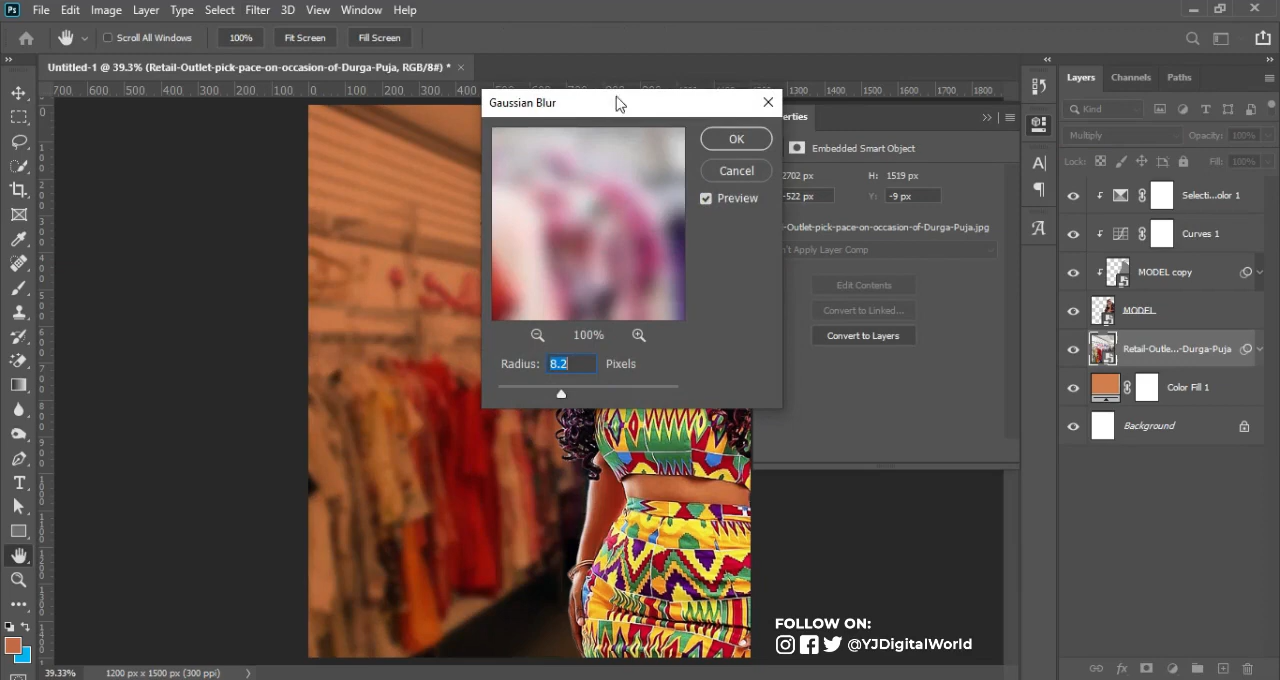 Ps File Edit Image Layer Type Select Filter 3D View Window Help
Scroll All Windows 100% Fit Screen Fill Screen
Untitled-1 @ 39.3% (Retail-Outlet-pick-pace-on-occasion-of-Durga-Puja, RGB/8#) *
700 600 500 400 300 200 100 0 100 200 300 1300 1400 1500 1600 1700 1800
Gaussian Blur
OK
Cancel
Preview
100%
Radius: 8.2 Pixels
Embedded Smart Object
2702 px H: 1519 px
-522 px Y: -9 px
-Outlet-pick-pace-on-occasion-of-Durga-Puja.jpg
n't Apply Layer Comp
Edit Contents
Convert to Linked...
Convert to Layers
Layers Channels Paths
Kind
Multiply Opacity: 100%
Lock: Fill: 100%
Selecti...olor 1
Curves 1
MODEL copy
MODEL
Retail-Outle...-Durga-Puja
Color Fill 1
Background
FOLLOW ON:
@YJDigitalWorld
39.33% 1200 px x 1500 px (300 ppi)